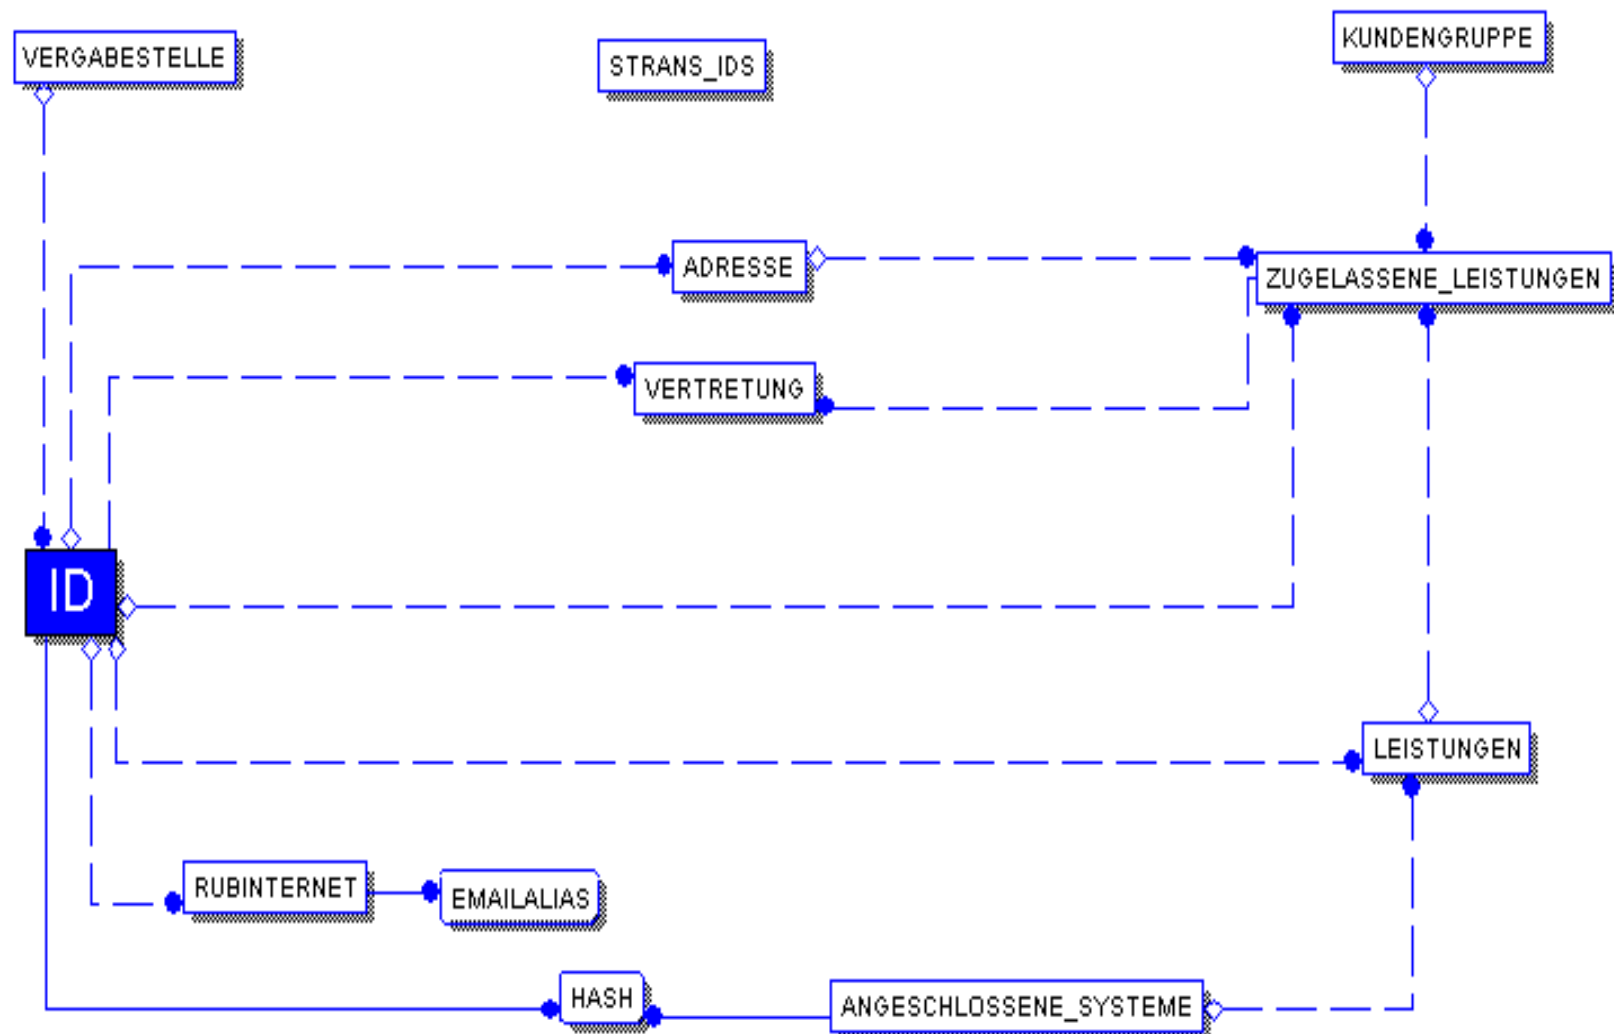 VERGABESTELLE
STRANS_IDS
KUNDENGRUPPE
ADRESSE
ZUGELASSENE_LEISTUNGEN
VERTRETUNG
ID
LEISTUNGEN
RUBINTERNET
EMAILALIAS
HASH
ANGESCHLOSSENE_SYSTEME